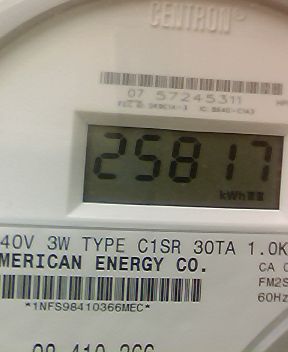 CENTRON®
07 57245311
25817
kWh
40V 3W TYPE C1SR 30TA 1.0K
MERICAN ENERGY CO.
CA 0
FM2S
60Hz
*1NFS98410366MEC*